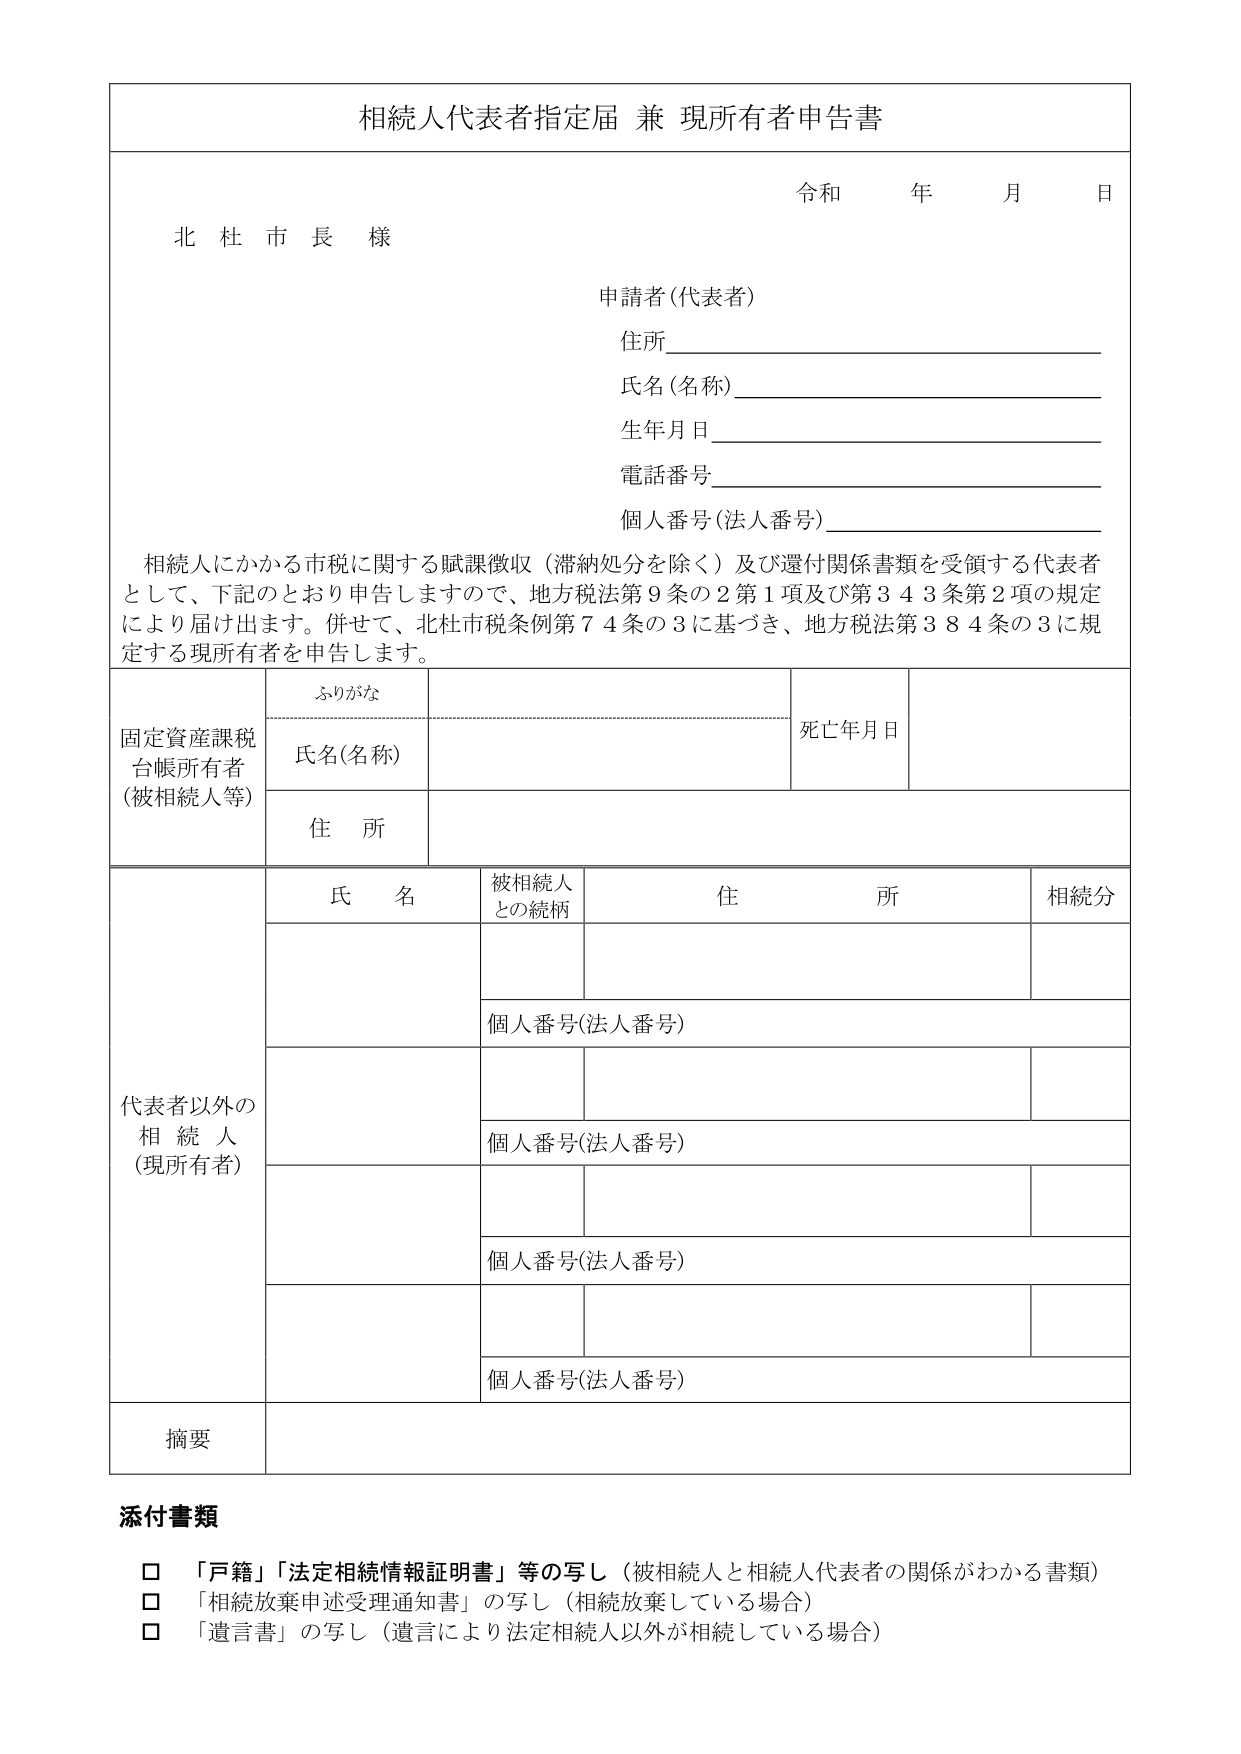 相続人代表者指定届 兼 現所有者申告書
令和　　　年　　　月　　　日
北　杜　市　長　様
申請者(代表者)
住所
氏名(名称)
生年月日
電話番号
個人番号(法人番号)
相続人にかかる市税に関する賦課徴収（滞納処分を除く）及び還付関係書類を受領する代表者
として、下記のとおり申告しますので、地方税法第９条の２第１項及び第３４３条第２項の規定
により届け出ます。併せて、北杜市税条例第７４条の３に基づき、地方税法第３８４条の３に規
定する現所有者を申告します。
固定資産課税
台帳所有者
(被相続人等)
ふりがな
氏名(名称)
死亡年月日
住　所
代表者以外の
相　続　人
(現所有者)
氏　　名
被相続人
との続柄
住　　　　　　所
相続分
個人番号(法人番号)
個人番号(法人番号)
個人番号(法人番号)
個人番号(法人番号)
摘要
添付書類
□　「戸籍」「法定相続情報証明書」等の写し（被相続人と相続人代表者の関係がわかる書類）
□　「相続放棄申述受理通知書」の写し（相続放棄している場合）
□　「遺言書」の写し（遺言により法定相続人以外が相続している場合）